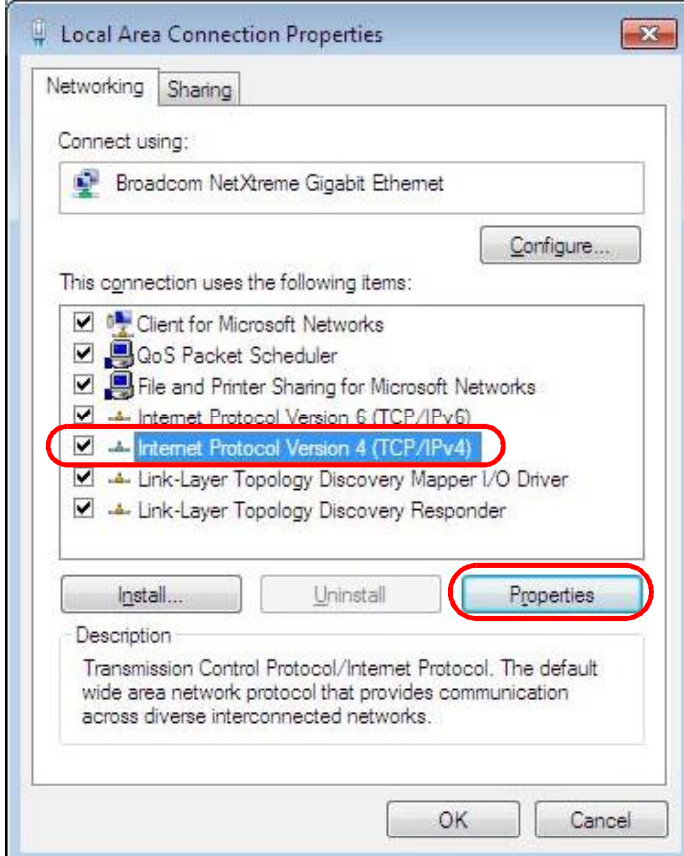 Local Area Connection Properties
Networking
Sharing
Connect using:
Broadcom NetXtreme Gigabit Ethernet
Configure...
This connection uses the following items:
Client for Microsoft Networks
QoS Packet Scheduler
File and Printer Sharing for Microsoft Networks
Internet Protocol Version 6 (TCP/IPv6)
Internet Protocol Version 4 (TCP/IPv4)
Link-Layer Topology Discovery Mapper I/O Driver
Link-Layer Topology Discovery Responder
Install...
Uninstall
Properties
Description
Transmission Control Protocol/Internet Protocol. The default
wide area network protocol that provides communication
across diverse interconnected networks.
OK
Cancel